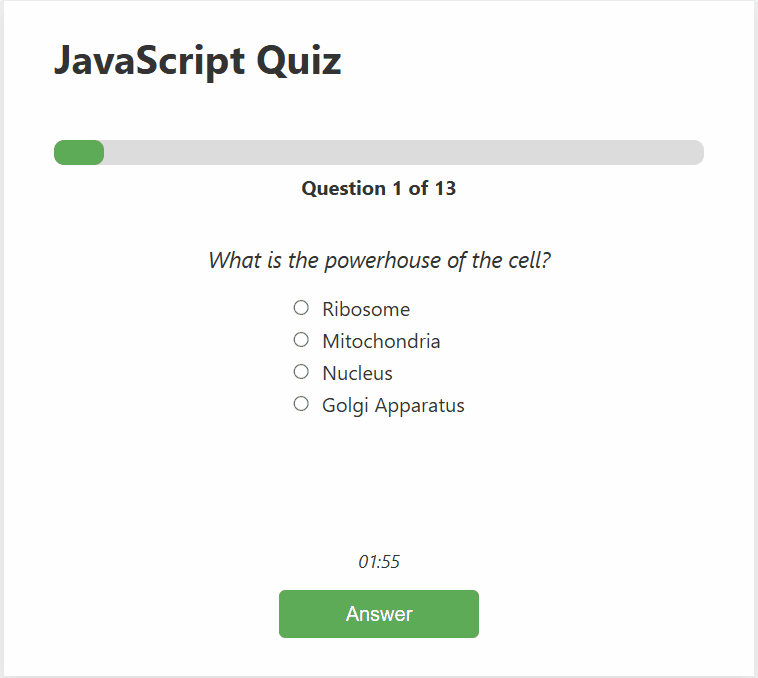 JavaScript Quiz
Question 1 of 13
What is the powerhouse of the cell?
Ribosome
Mitochondria
Nucleus
Golgi Apparatus
01:55
Answer